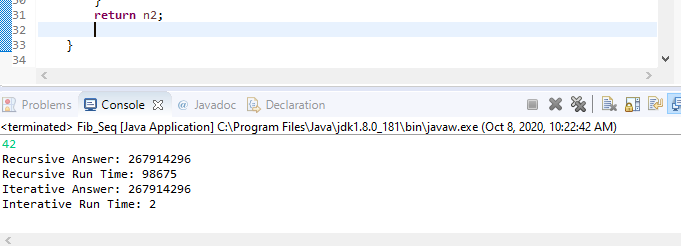 30 }
31 return n2;
32
33 }
34
Problems Console @ Javadoc Declaration
<terminated> Fib_Seq [Java Application] C:\Program Files\Java\jdk1.8.0_181\bin\javaw.exe (Oct 8, 2020, 10:22:42 AM)
42
Recursive Answer: 267914296
Recursive Run Time: 98675
Iterative Answer: 267914296
Interative Run Time: 2